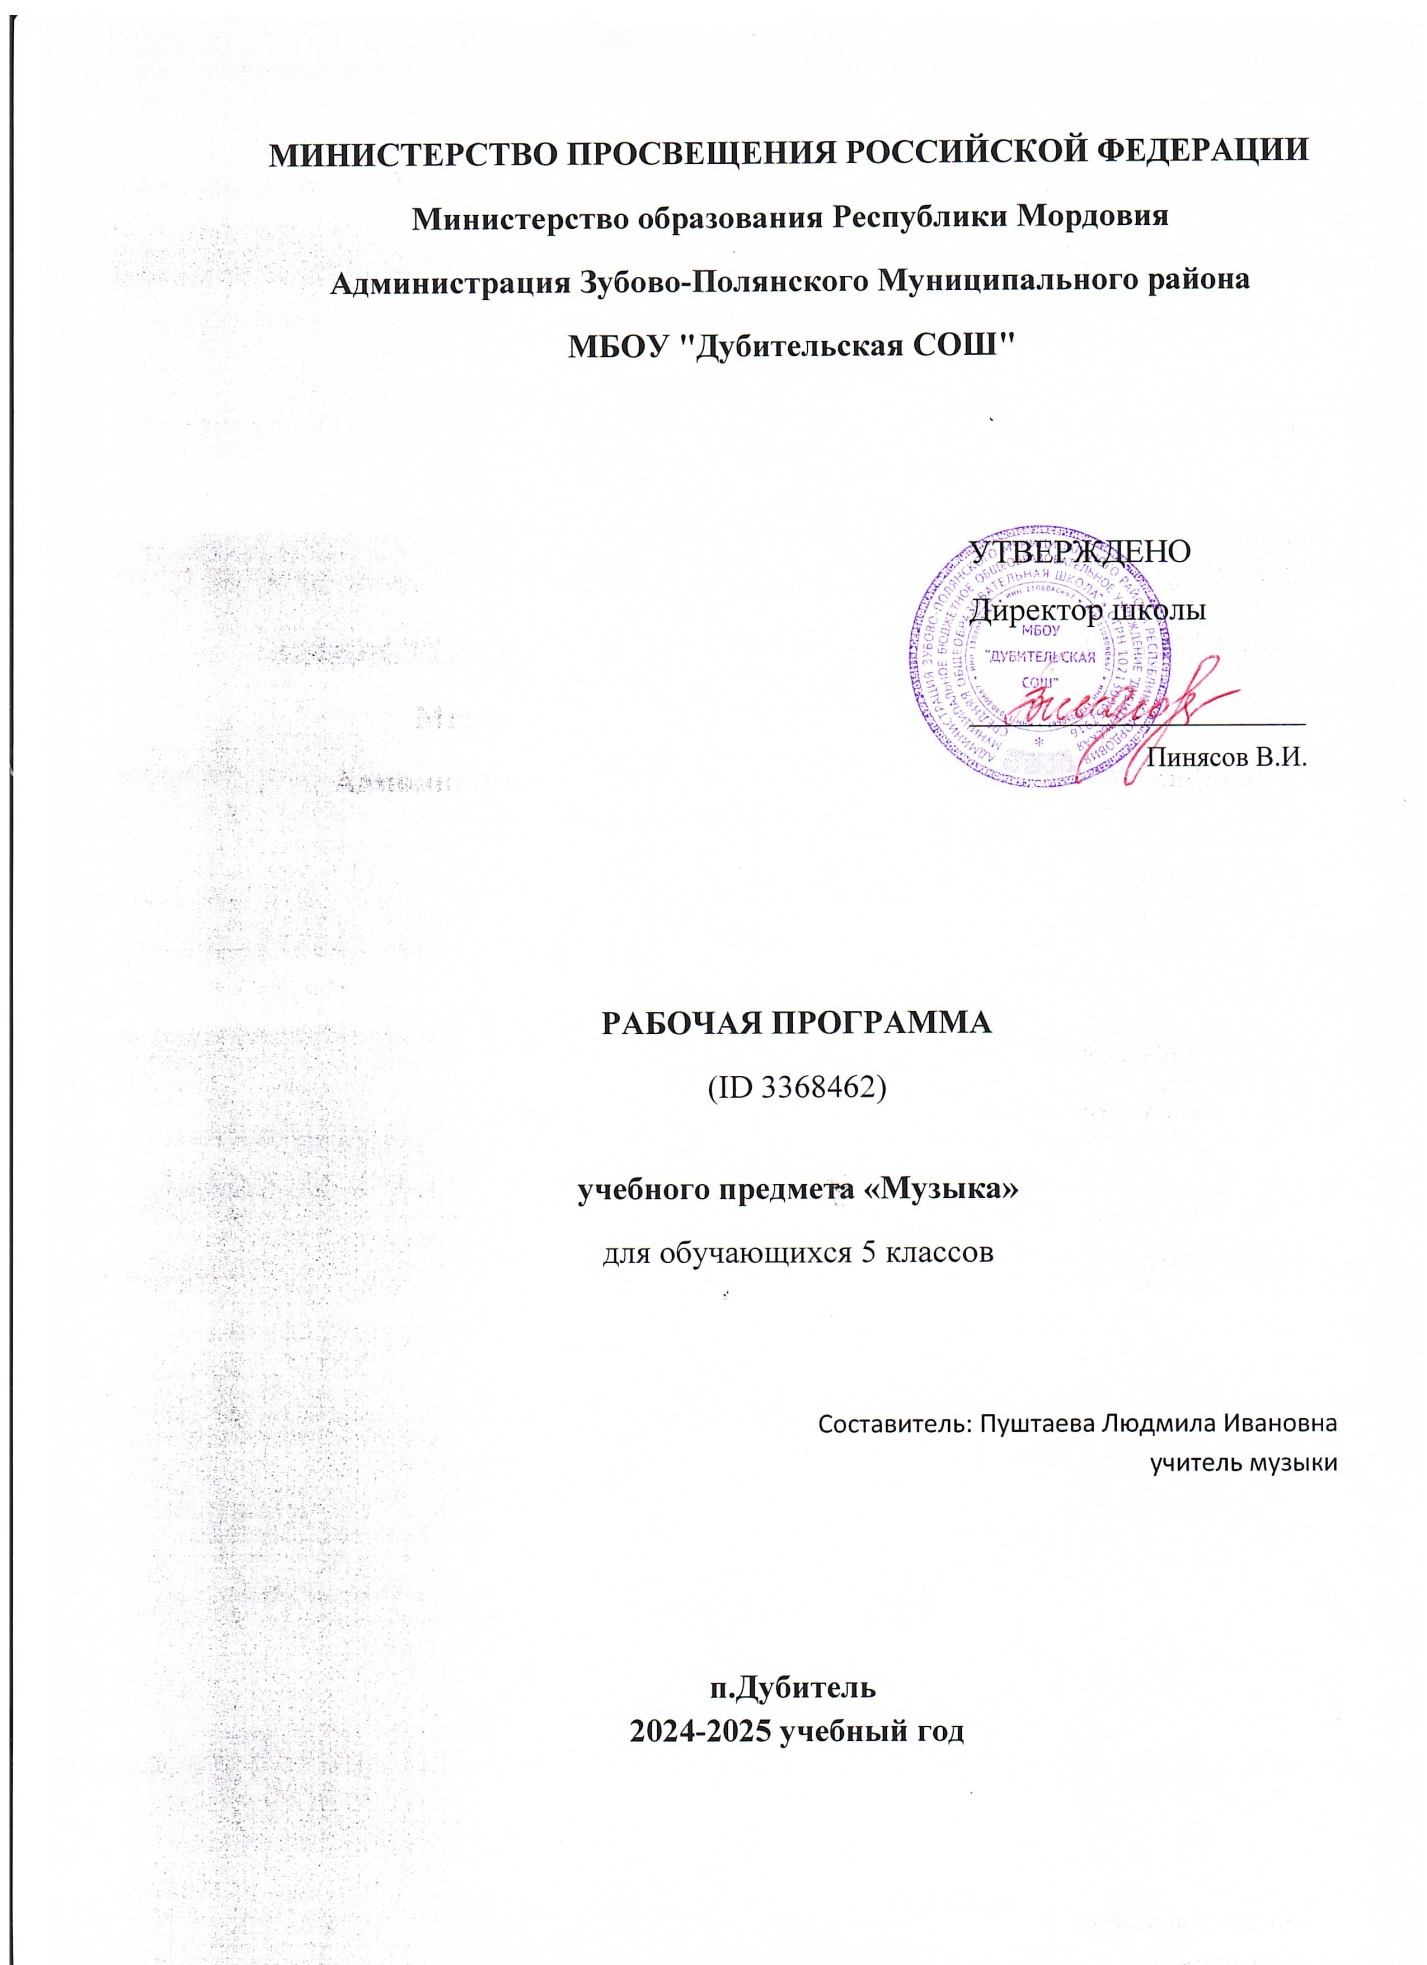 МИНИСТЕРСТВО ПРОСВЕЩЕНИЯ РОССИЙСКОЙ ФЕДЕРАЦИИ
Министерство образования Республики Мордовия
Администрация Зубово-Полянского Муниципального района
МБОУ "Дубительская СОШ"
УТВЕРЖДЕНО
Директор школы
МБОУ
"ДУБИТЕЛЬСКАЯ
СОШ"
Пинясов В.И.
РАБОЧАЯ ПРОГРАММА
(ID 3368462)
учебного предмета «Музыка»
для обучающихся 5 классов
Составитель: Пуштаева Людмила Ивановна
учитель музыки
п.Дубитель
2024-2025 учебный год